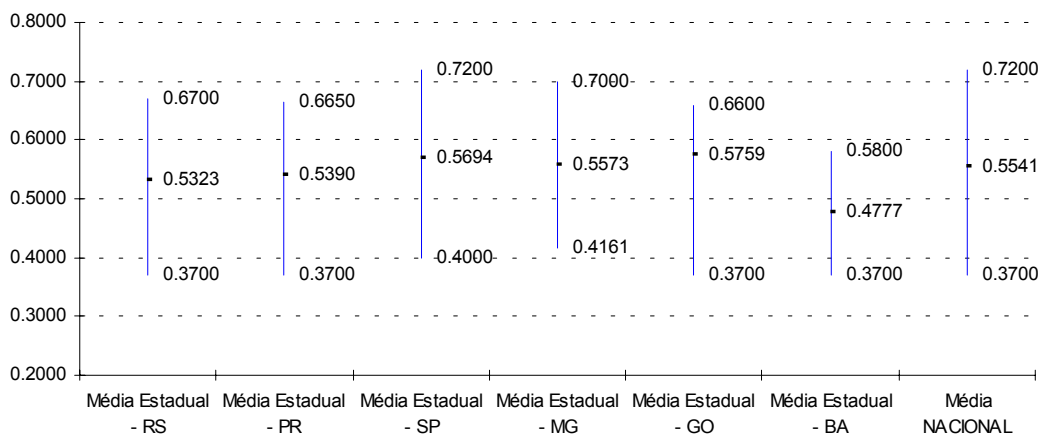 0.8000
0.7000
0.6000
0.5000
0.4000
0.3000
0.2000
0.6700
0.5323
0.3700
0.6650
0.5390
0.3700
0.7200
0.5694
0.4000
0.7000
0.5573
0.4161
0.6600
0.5759
0.3700
0.5800
0.4777
0.3700
0.7200
0.5541
0.3700
Média Estadual
- RS
Média Estadual
- PR
Média Estadual
- SP
Média Estadual
- MG
Média Estadual
- GO
Média Estadual
- BA
Média
NACIONAL